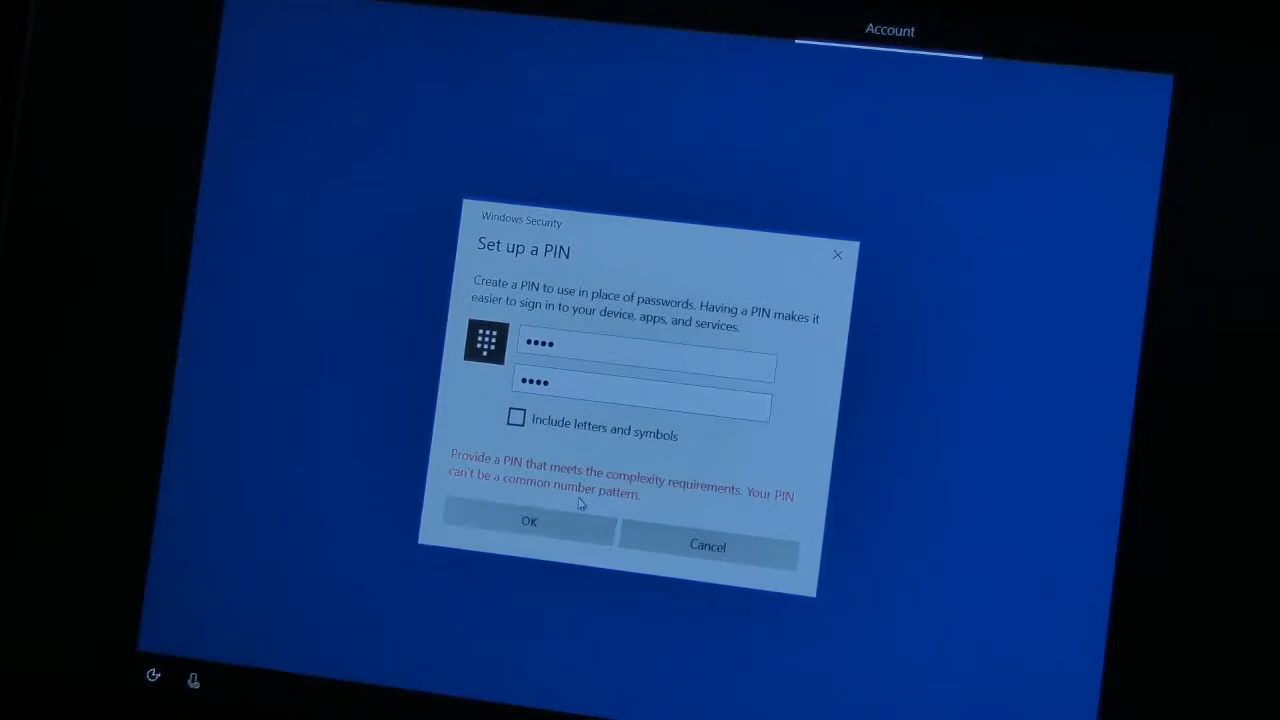 Account
Windows Security
Set up a PIN
Create a PIN to use in place of passwords. Having a PIN makes it
easier to sign in to your device, apps, and services.
Include letters and symbols
Provide a PIN that meets the complexity requirements. Your PIN
can't be a common number pattern.
OK
Cancel